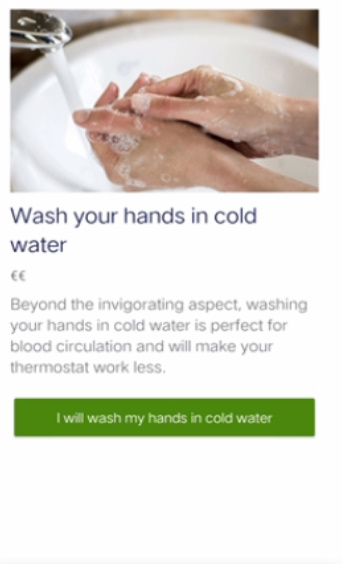 Wash your hands in cold
water
€€
Beyond the invigorating aspect, washing
your hands in cold water is perfect for
blood circulation and will make your
thermostat work less.
I will wash my hands in cold water